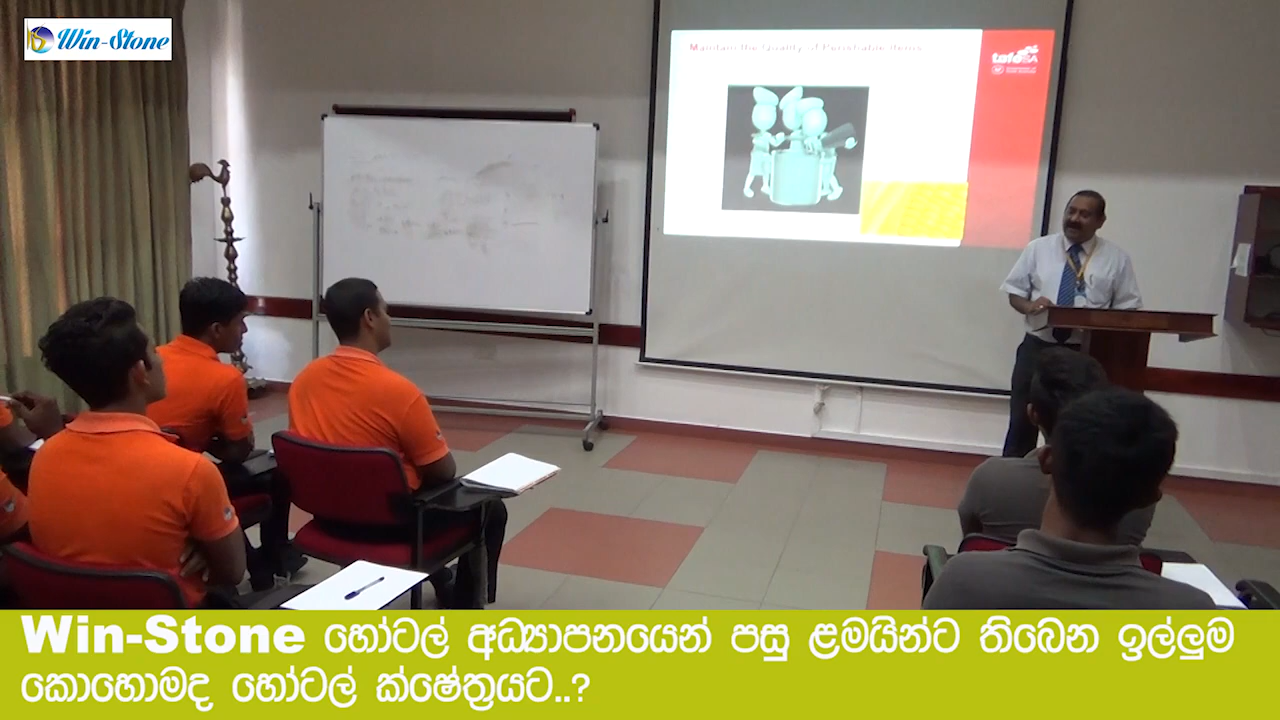 Win-Stone
Maintain the Quality of Perishable Items
tafeSA
Win-Stone හෝටල් අධ්‍යාපනයෙන් පසු ළමයින්ට තිබෙන ඉල්ලුම
කොහොමද හෝටල් ක්ෂේත්‍රයට..?